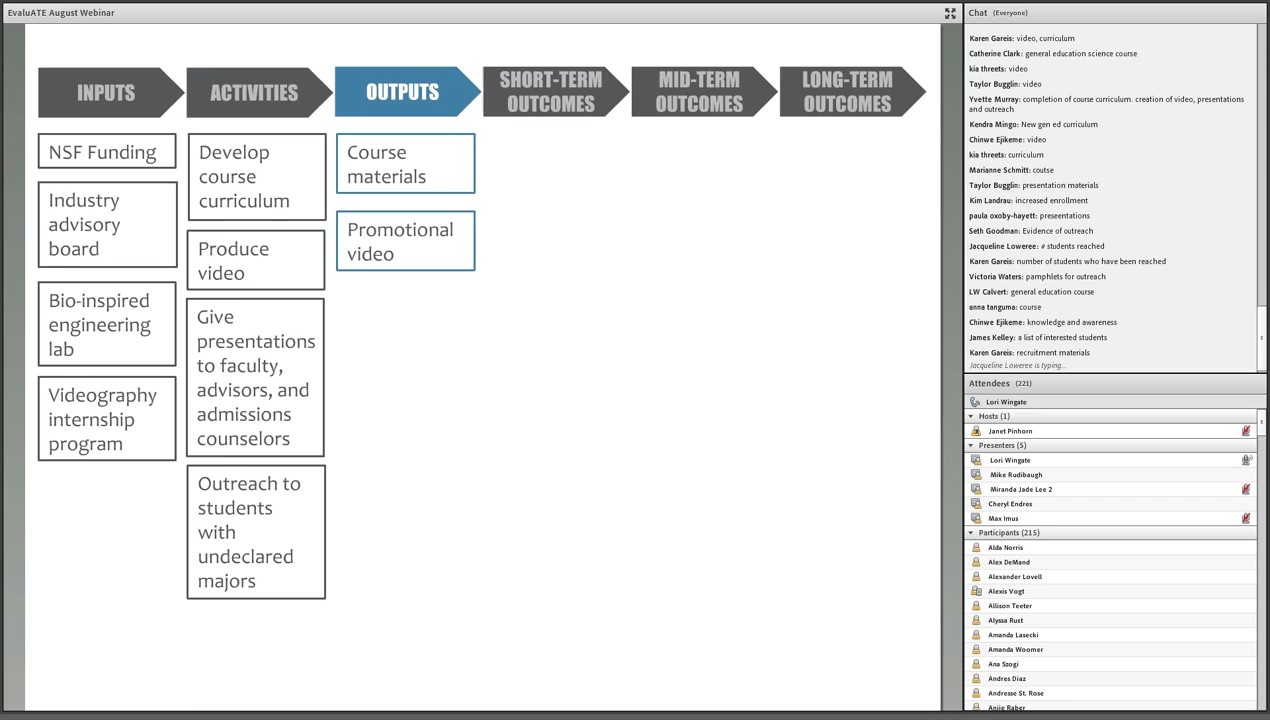 EvaluATE August Webinar
INPUTS
ACTIVITIES
OUTPUTS
SHORT-TERM
OUTCOMES
MID-TERM
OUTCOMES
LONG-TERM
OUTCOMES
NSF Funding
Industry
advisory
board
Bio-inspired
engineering
lab
Videography
internship
program
Develop
course
curriculum
Produce
video
Give
presentations
to faculty,
advisors, and
admissions
counselors
Outreach to
students
with
undeclared
majors
Course
materials
Promotional
video
Chat (Everyone)
Karen Gareis: video, curriculum
Catherine Clark: general education science course
kia threets: video
Taylor Bugglin: video
Yvette Murray: completion of course curriculum. creation of video, presentations
and outreach
Kendra Mingo: New gen ed curriculum
Chinwe Ejikeme: video
kia threets: curriculum
Marianne Schmitt: coutse
Taylor Bugglin: presentation materials
Kim Landrau: increased enrollment
paula oxoby-hayett: preseentations
Seth Goodman: Evidence of outreach
Jacqueline Loweree: # students reached
Karen Gareis: number of students who have been reached
Victoria Waters: pamphlets for outreach
LW Calvert: general education course
anna tanguma: course
Chinwe Ejikeme: knowledge and awareness
James Kelley: a list of interested students
Karen Gareis: recruitment materials
Jacqueline Loweree is typing...
Attendees (221)
Lori Wingate
Hosts (1)
Janet Pinhorn
Presenters (5)
Lori Wingate
Mike Rudibaugh
Miranda Jade Lee 2
Cheryl Endres
Max Imus
Participants (215)
Alda Norris
Alex DeMand
Alexander Lovell
Alexis Vogt
Allison Teeter
Alyssa Rust
Amanda Lasecki
Amanda Woomer
Ana Szogi
Andres Diaz
Andresse St. Rose